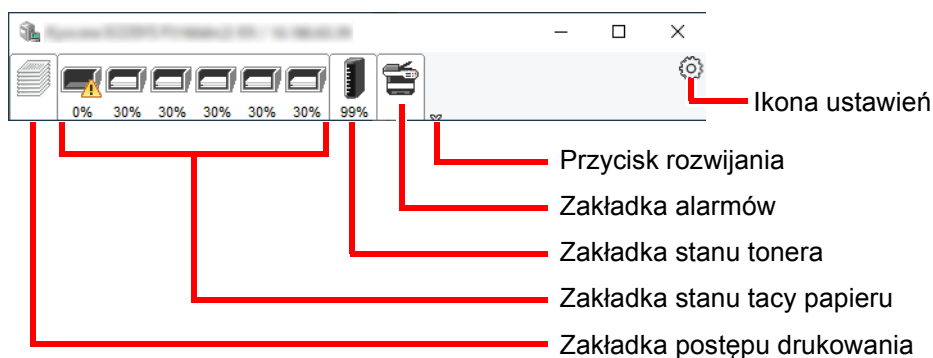 0% 30% 30% 30% 30% 30% 99%
Ikona ustawień
Przycisk rozwijania
Zakładka alarmów
Zakładka stanu tonera
Zakładka stanu tacy papieru
Zakładka postępu drukowania